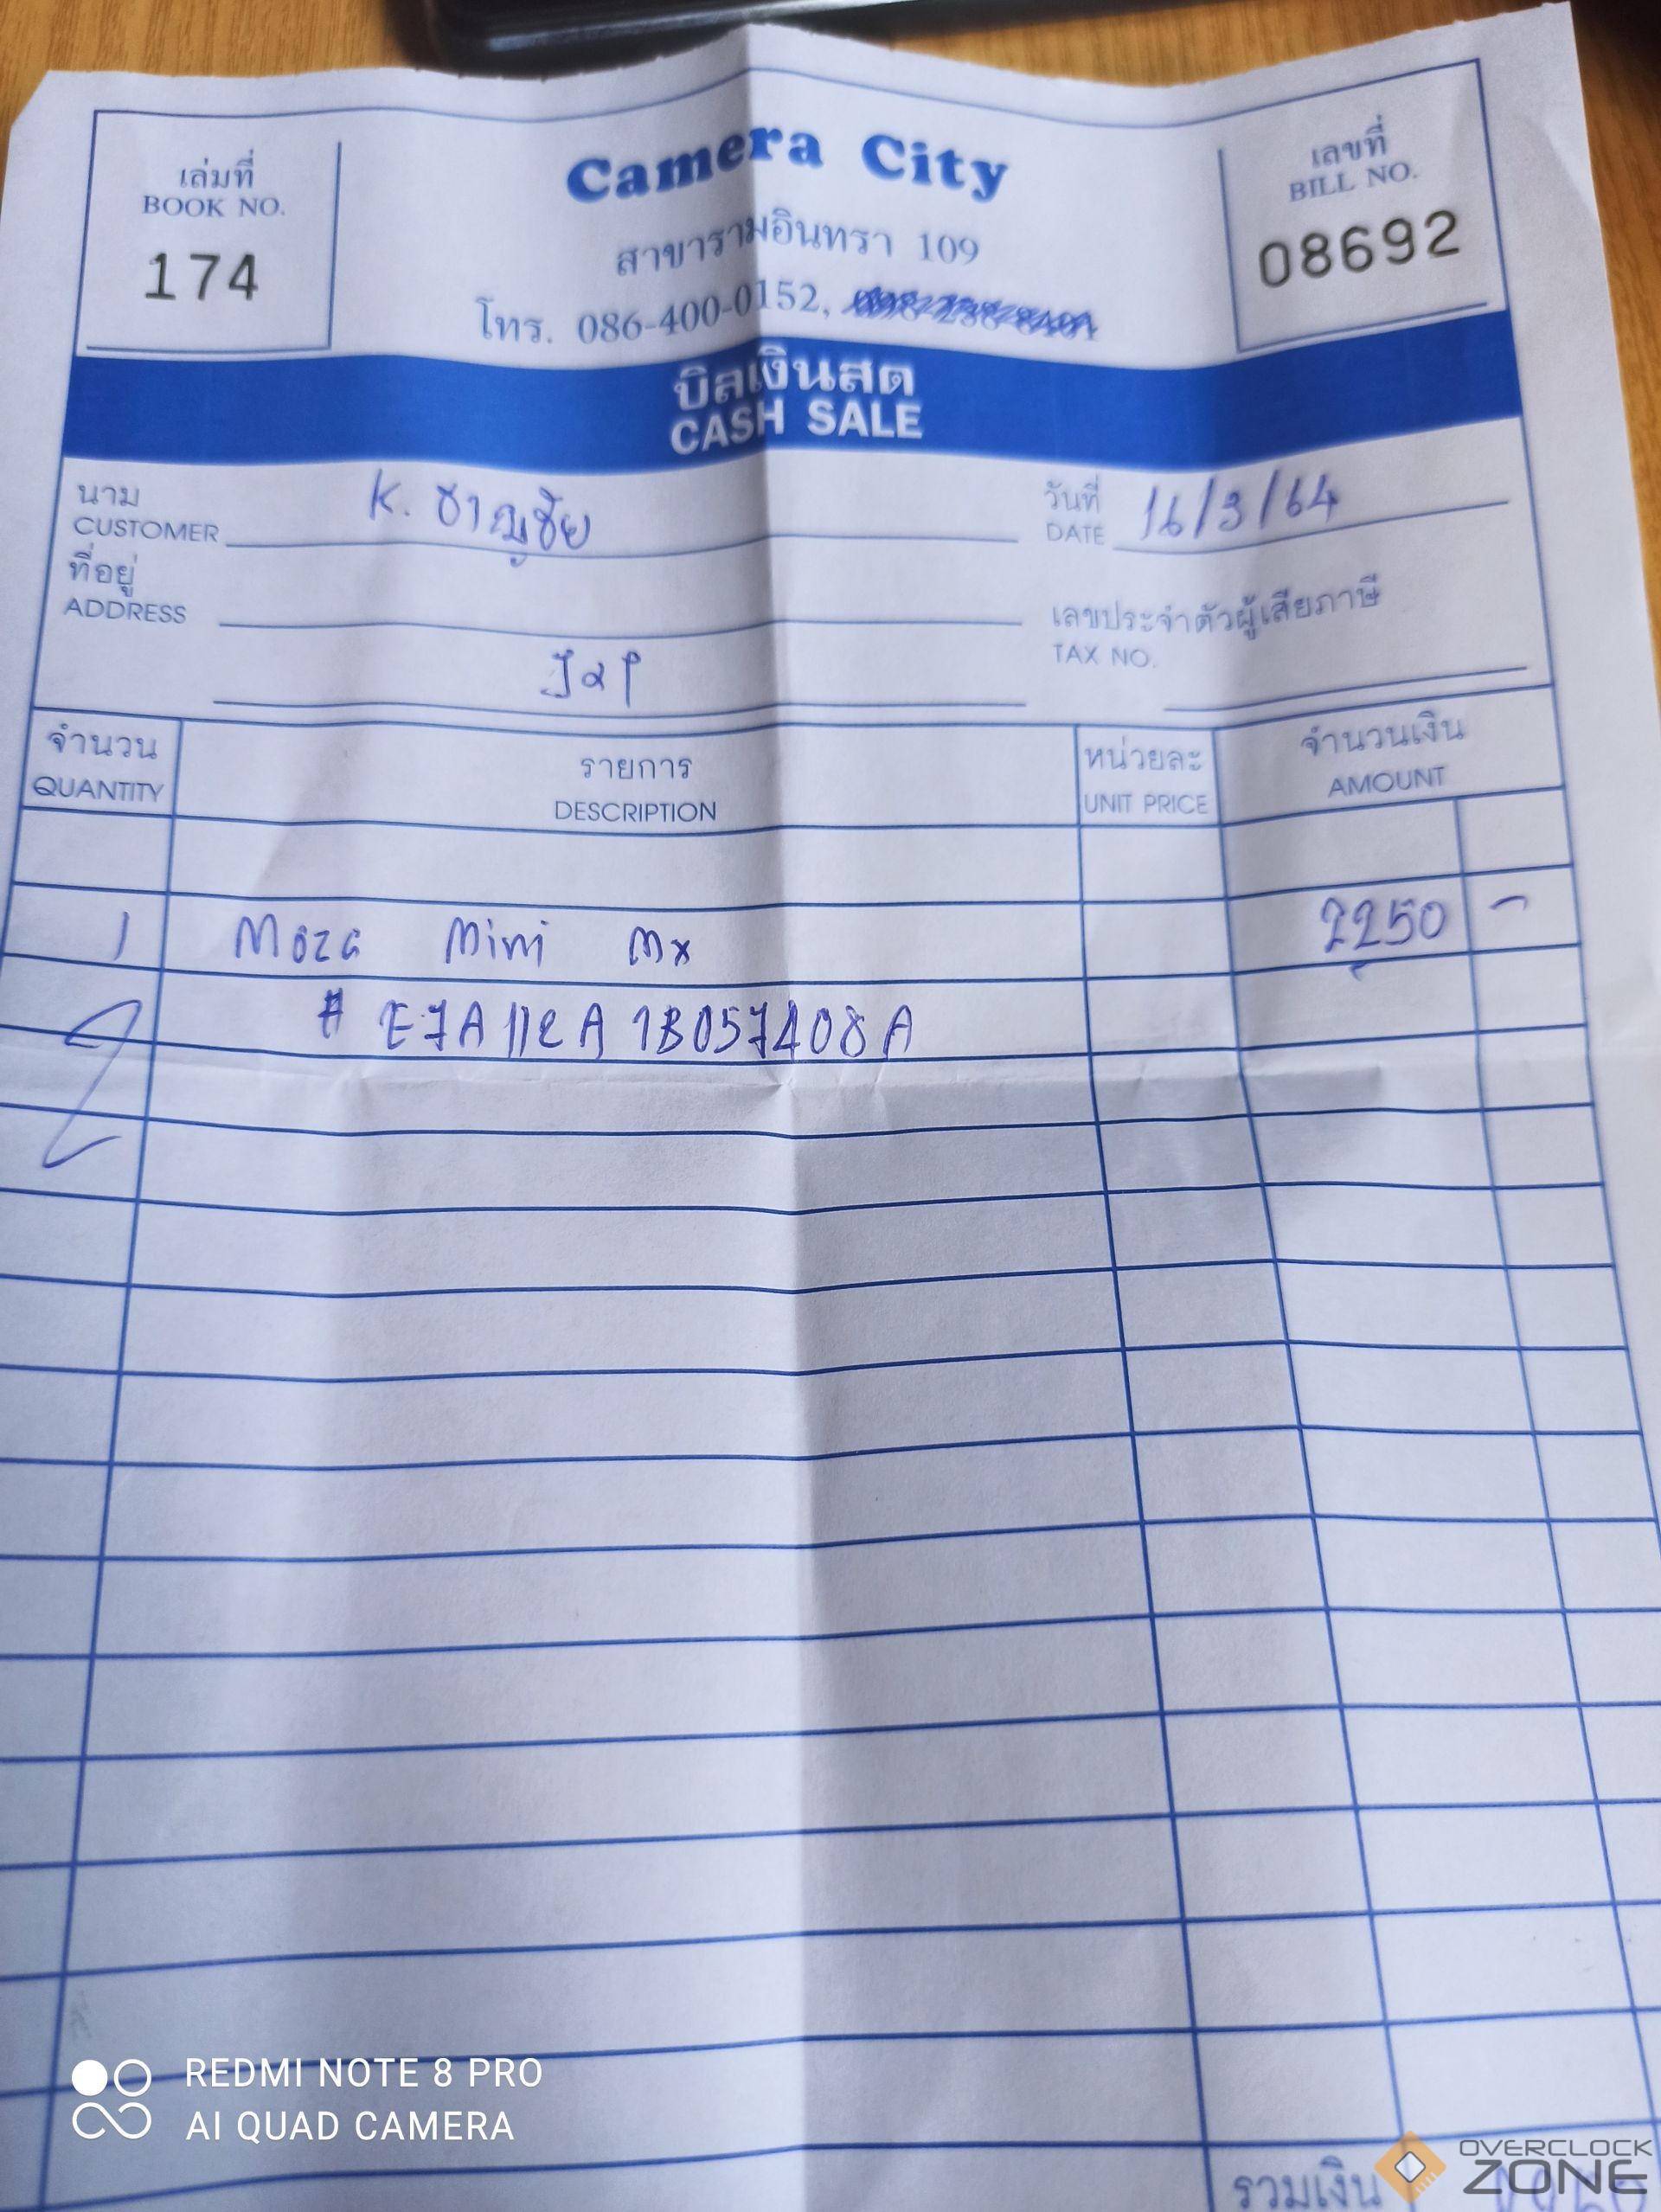 เล่มที่
BOOK NO.
174
Camera City
สาขารามอินทรา 109
โทร. 086-400-0152,
เลขที่
BILL NO.
08692
บิลเงินสด
CASH SALE
นาม
CUSTOMER
K. ชาญชัย
วันที่
DATE
16/3/64
ที่อยู่
ADDRESS
เลขประจำตัวผู้เสียภาษี
TAX NO.
จำนวน
QUANTITY
รายการ
DESCRIPTION
หน่วยละ
UNIT PRICE
จำนวนเงิน
AMOUNT
1 Moza Mini Mx 2250 -
# E7A112A1B057408A
REDMI NOTE 8 PRO
AI QUAD CAMERA
รวมเงิน
OVERCLOCK
ZONE